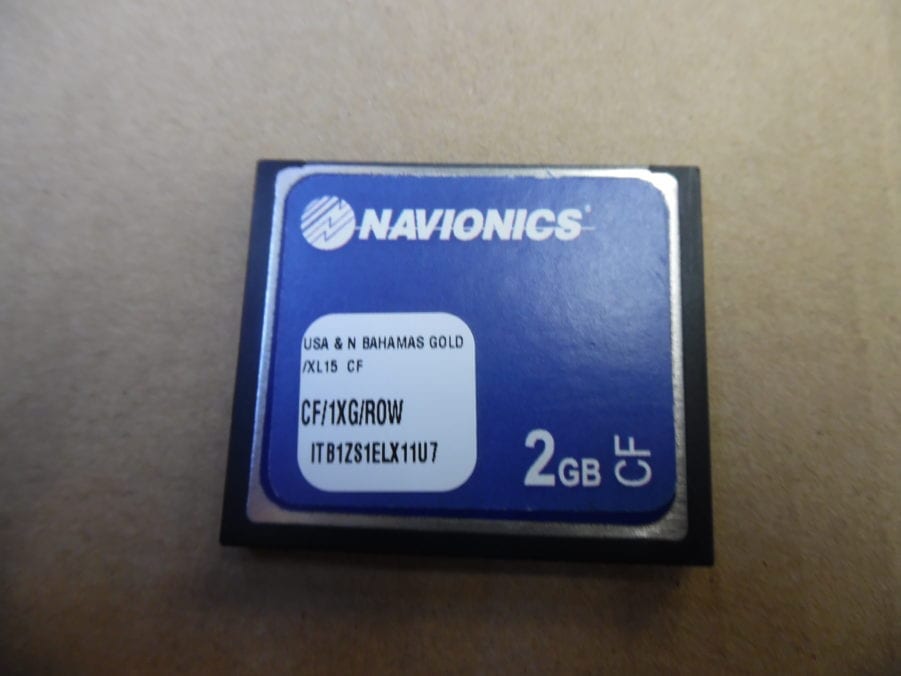 NAVIONICS®
USA & N BAHAMAS GOLD
/XL15 CF
CF/1XG/ROW
ITB1ZS1ELX11U7
2GB CF